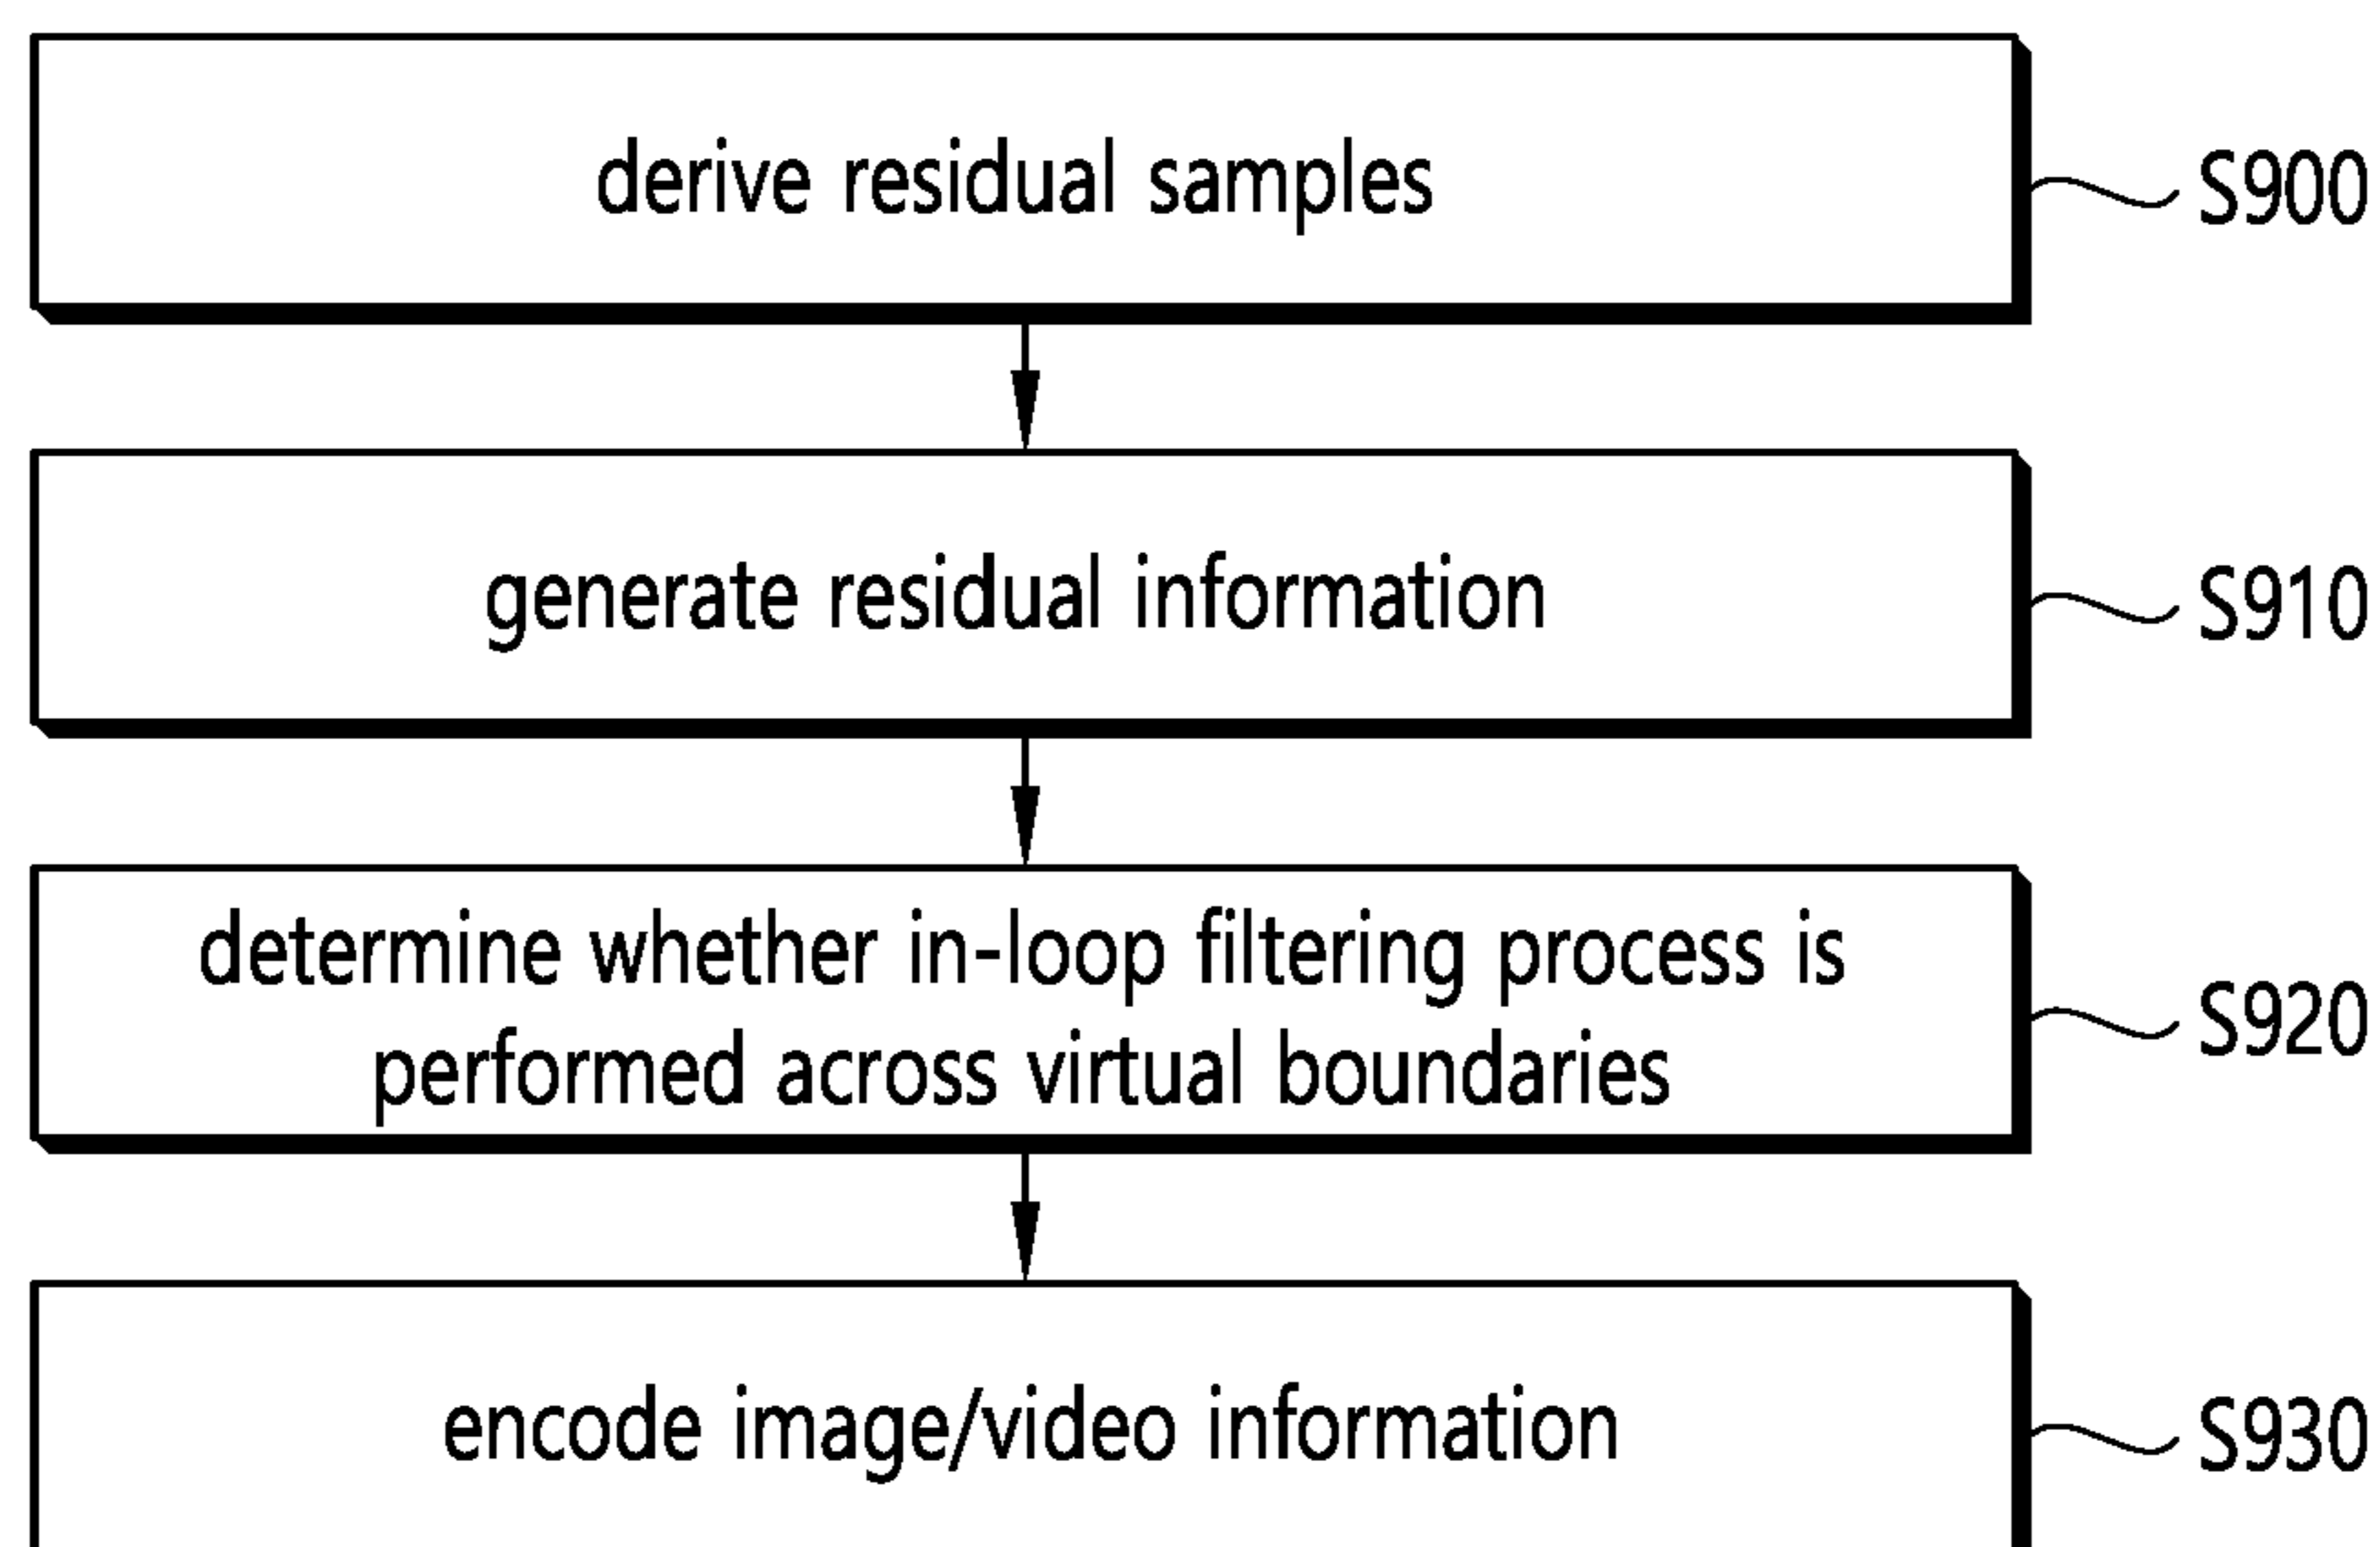 derive residual samples
S900
generate residual information
S910
determine whether in-loop filtering process is
performed across virtual boundaries
S920
encode image/video information
S930